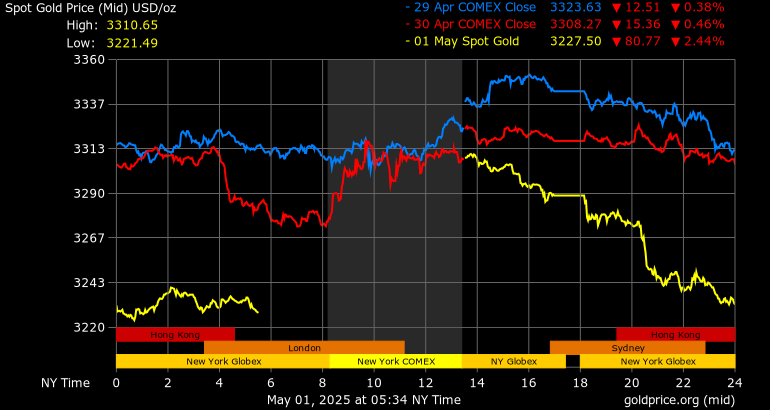 Spot Gold Price (Mid) USD/oz
High: 3310.65
Low: 3221.49
- 29 Apr COMEX Close 3323.63 ▼ 12.51 ▼ 0.38%
- 30 Apr COMEX Close 3308.27 ▼ 15.36 ▼ 0.46%
- 01 May Spot Gold 3227.50 ▼ 80.77 ▼ 2.44%
3360
3337
3313
3290
3267
3243
3220
Hong Kong Hong Kong
London Sydney
New York Globex New York COMEX NY Globex New York Globex
NY Time 0 2 4 6 8 10 12 14 16 18 20 22 24
May 01, 2025 at 05:34 NY Time goldprice.org (mid)